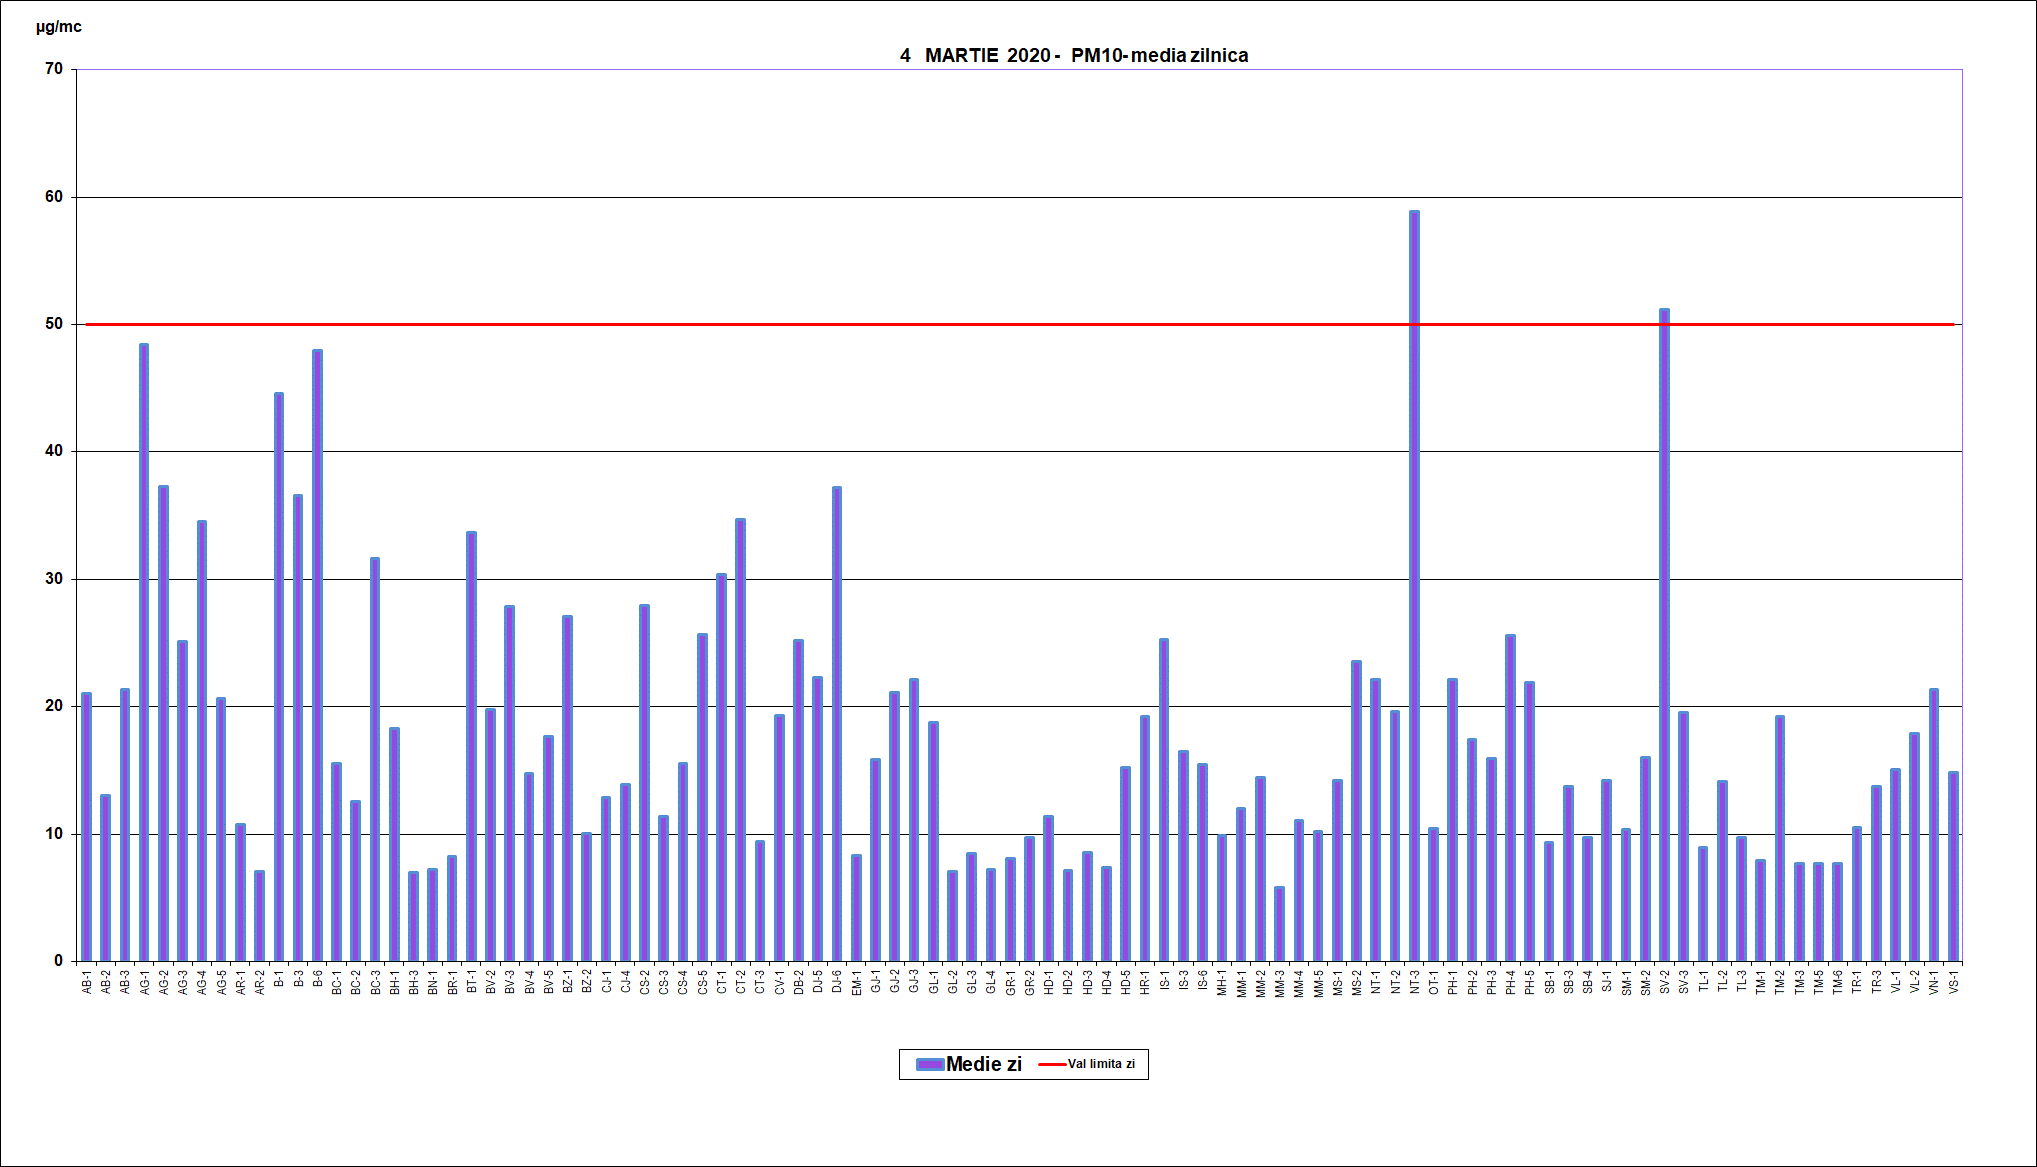 µg/mc
4 MARTIE 2020 - PM10- media zilnica
70
60
50
40
30
20
10
0
AB-1 AB-2 AB-3 AG-1 AG-2 AG-3 AG-4 AG-5 AR-1 AR-2 B-1 B-3 B-6 BC-1 BC-2 BC-3 BH-1 BH-3 BN-1 BR-1 BT-1 BV-2 BV-3 BV-4 BV-5 BZ-1 BZ-2 CJ-1 CJ-4 CS-2 CS-3 CS-4 CS-5 CT-1 CT-2 CT-3 CV-1 DB-2 DJ-5 DJ-6 EM-1 GJ-1 GJ-2 GJ-3 GL-1 GL-2 GL-3 GL-4 GR-1 GR-2 HD-1 HD-2 HD-3 HD-4 HD-5 HR-1 IS-1 IS-3 IS-6 MH-1 MM-1 MM-2 MM-3 MM-4 MM-5 MS-1 MS-2 NT-1 NT-2 NT-3 OT-1 PH-1 PH-2 PH-3 PH-4 PH-5 SB-1 SB-3 SB-4 SJ-1 SM-1 SM-2 SV-2 SV-3 TL-1 TL-2 TL-3 TM-1 TM-2 TM-3 TM-5 TM-6 TR-1 TR-3 VL-1 VL-2 VN-1 VS-1
Medie zi Val limita zi